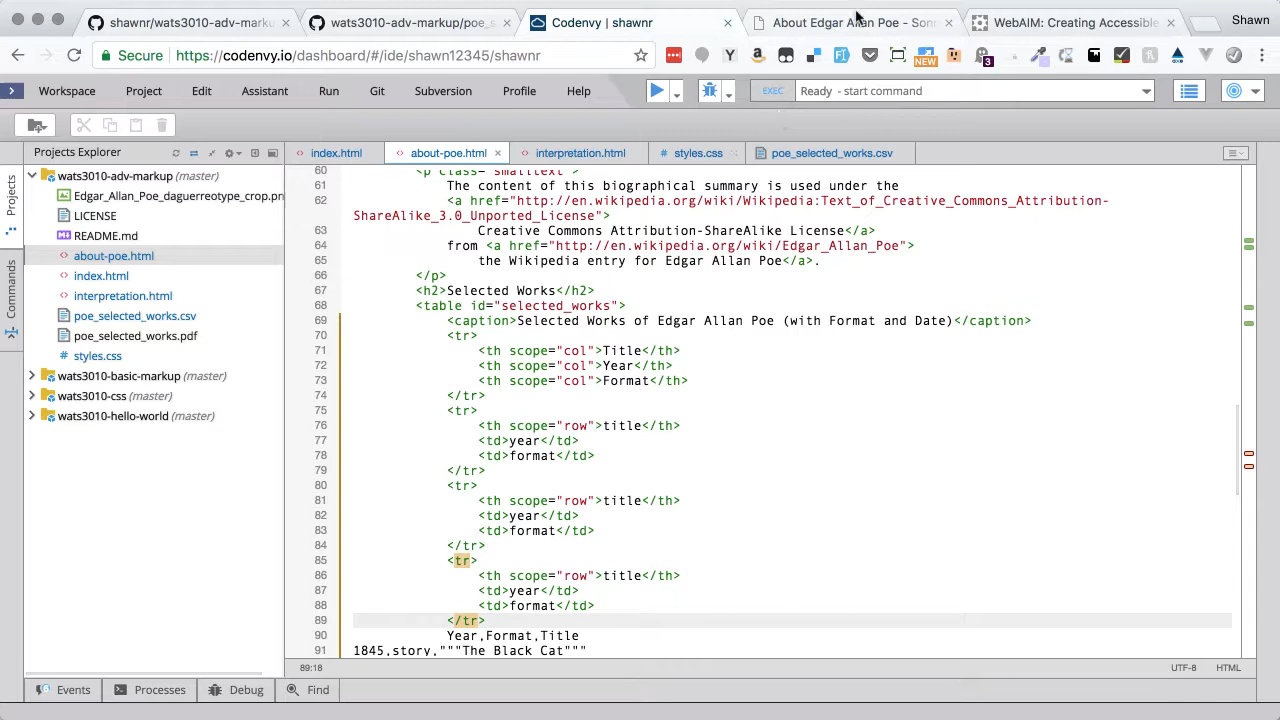 shawnr/wats3010-adv-marku
wats3010-adv-markup/poe_s
Codenvy | shawnr
About Edgar Allan Poe - Sonn
WebAIM: Creating Accessible
Shawn
Secure
https://codenvy.io/dashboard/#/ide/shawn12345/shawnr
NEW
3
Workspace
Project
Edit
Assistant
Run
Git
Subversion
Profile
Help
EXEC
Ready - start command
Projects Explorer
index.html
about-poe.html
interpretation.html
styles.css
poe_selected_works.csv
Projects
Commands
wats3010-adv-markup (master)
Edgar_Allan_Poe_daguerreotype_crop.pn
LICENSE
README.md
about-poe.html
index.html
interpretation.html
poe_selected_works.csv
poe_selected_works.pdf
styles.css
wats3010-basic-markup (master)
wats3010-css (master)
wats3010-hello-world (master)
60 <p class="smalltext">
61 The content of this biographical summary is used under the
62 <a href="http://en.wikipedia.org/wiki/Wikipedia:Text_of_Creative_Commons_Attribution-
ShareAlike_3.0_Unported_License">
63 Creative Commons Attribution-ShareAlike License</a>
64 from <a href="http://en.wikipedia.org/wiki/Edgar_Allan_Poe">
65 the Wikipedia entry for Edgar Allan Poe</a>.
66 </p>
67 <h2>Selected Works</h2>
68 <table id="selected_works">
69 <caption>Selected Works of Edgar Allan Poe (with Format and Date)</caption>
70 <tr>
71 <th scope="col">Title</th>
72 <th scope="col">Year</th>
73 <th scope="col">Format</th>
74 </tr>
75 <tr>
76 <th scope="row">title</th>
77 <td>year</td>
78 <td>format</td>
79 </tr>
80 <tr>
81 <th scope="row">title</th>
82 <td>year</td>
83 <td>format</td>
84 </tr>
85 <tr>
86 <th scope="row">title</th>
87 <td>year</td>
88 <td>format</td>
89 </tr>
90 Year,Format,Title
91 1845,story,"""The Black Cat"""
89:18
UTF-8
HTML
Events
Processes
Debug
Find